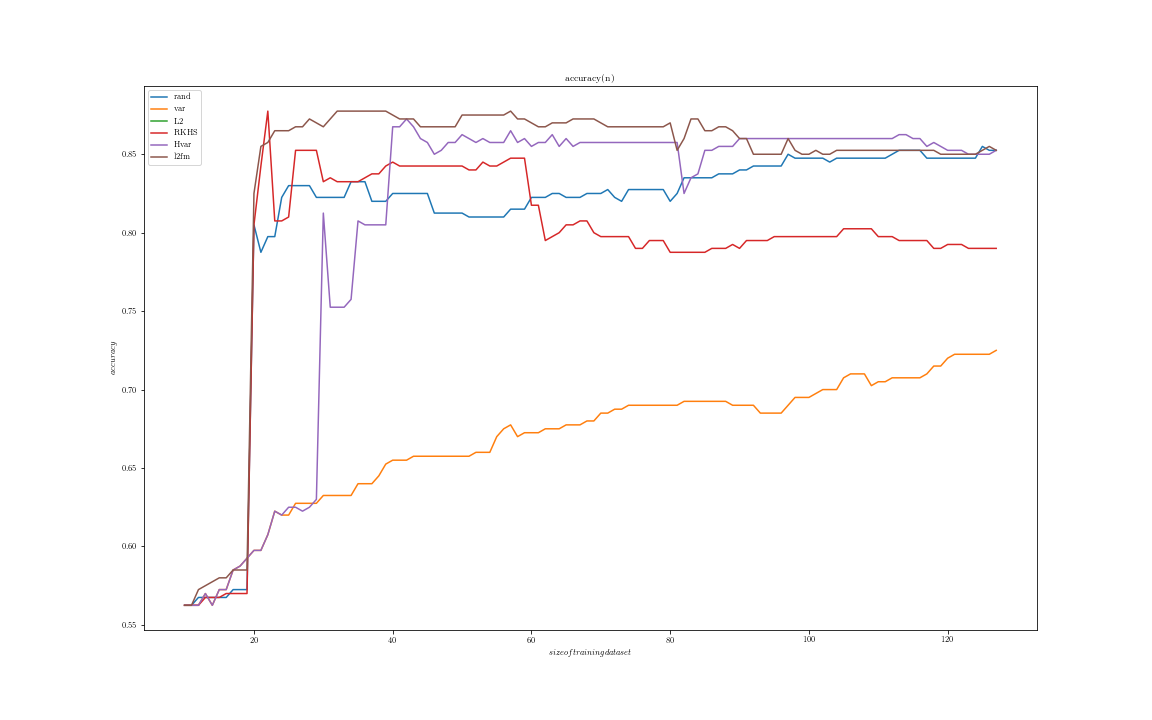 accuracy(n)
rand
var
L2
RKHS
Hvar
l2fm
0.85
0.80
0.75
0.70
0.65
0.60
0.55
accuracy
20 40 60 80 100 120
sizeoftrainingdataset